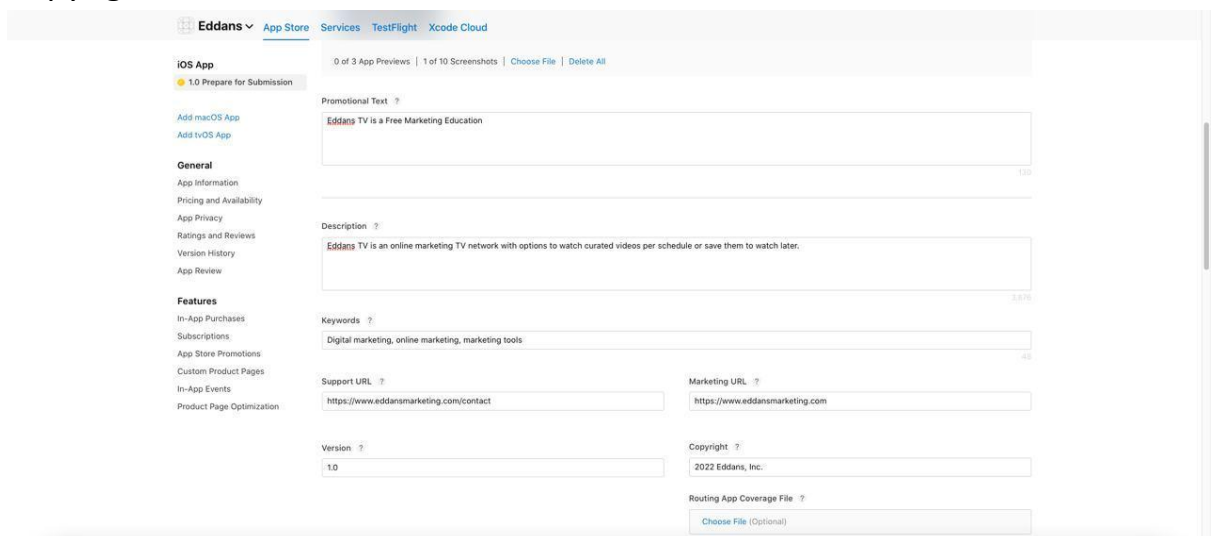 Eddans App Store Services TestFlight Xcode Cloud
iOS App
0 of 3 App Previews | 1 of 10 Screenshots | Choose File | Delete All
1.0 Prepare for Submission
Promotional Text ?
Add macOS App
Eddans TV is a Free Marketing Education
Add tvOS App
General
App Information
Pricing and Availability
App Privacy
Ratings and Reviews
Version History
App Review
Description ?
Eddans TV is an online marketing TV network with options to watch curated videos per schedule or save them to watch later.
Features
In-App Purchases
Subscriptions
App Store Promotions
Custom Product Pages
In-App Events
Product Page Optimization
Keywords ?
Digital marketing, online marketing, marketing tools
Support URL ?
https://www.eddansmarketing.com/contact
Marketing URL ?
https://www.eddansmarketing.com
Version ?
1.0
Copyright ?
2022 Eddans, Inc.
Routing App Coverage File ?
Choose File (Optional)